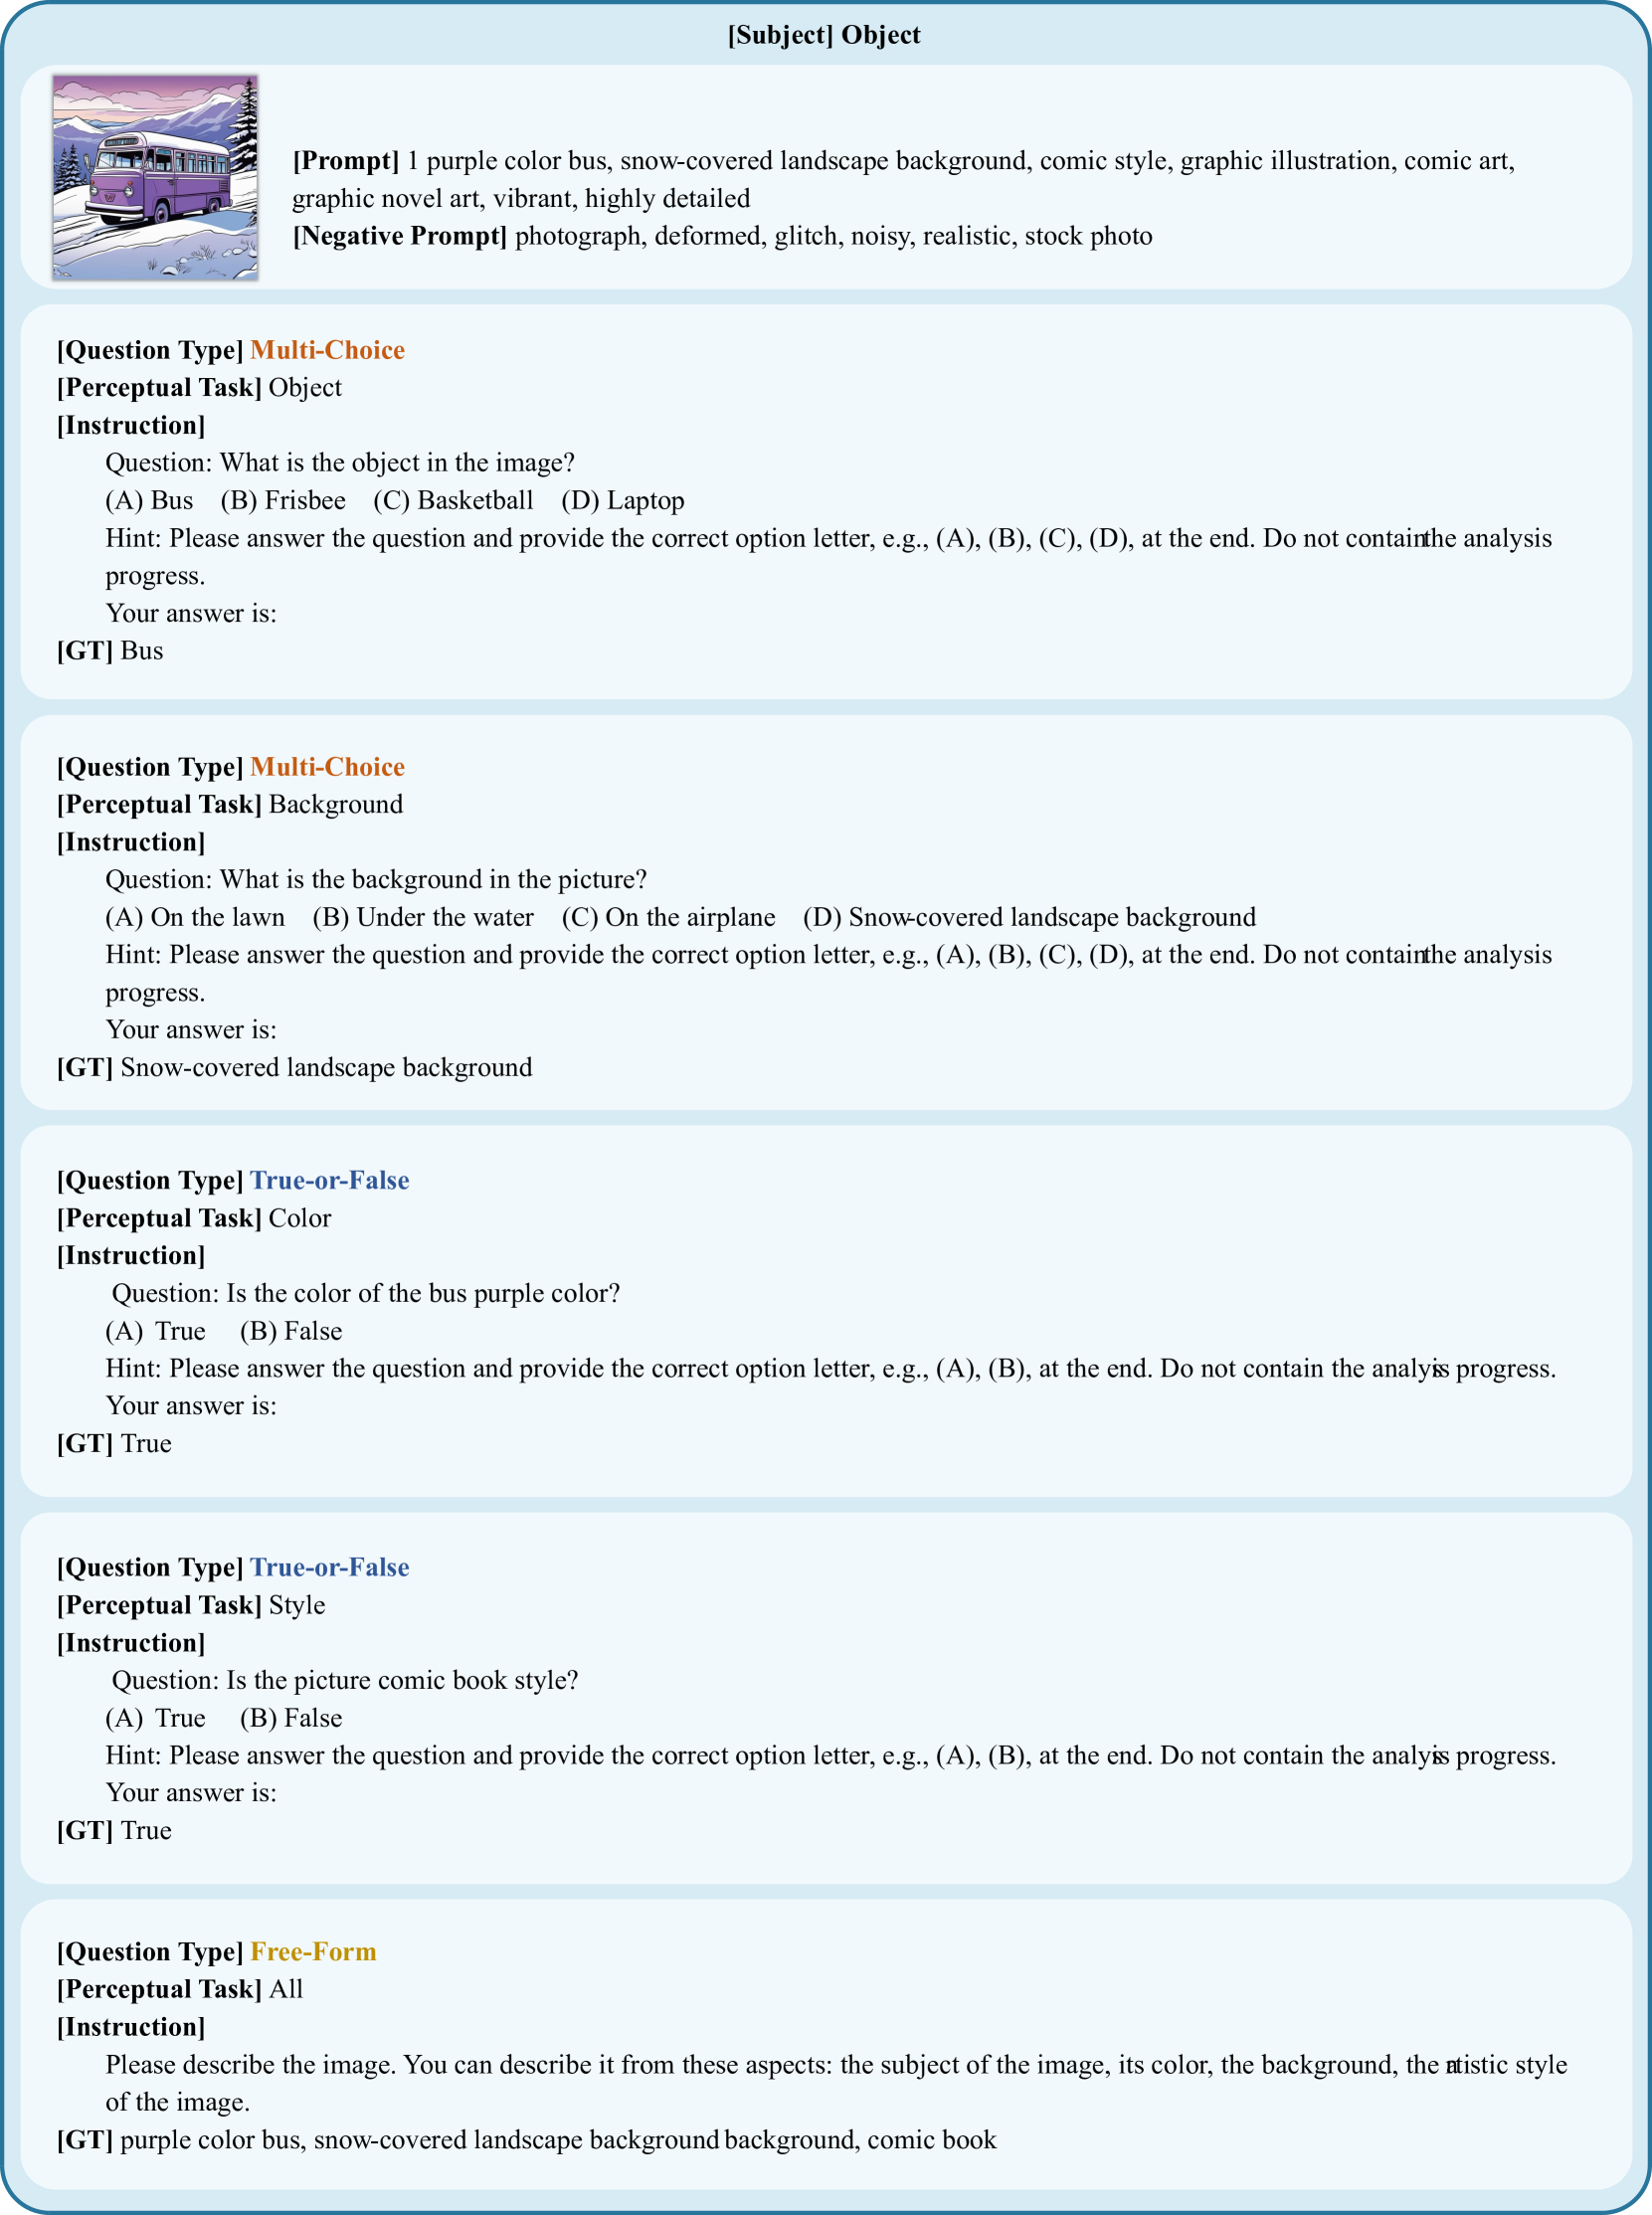 [Subject] Object
[Prompt] 1 purple color bus, snow-covered landscape background, comic style, graphic illustration, comic art,
graphic novel art, vibrant, highly detailed
[Negative Prompt] photograph, deformed, glitch, noisy, realistic, stock photo
[Question Type] Multi-Choice
[Perceptual Task] Object
[Instruction]
Question: What is the object in the image?
(A) Bus (B) Frisbee (C) Basketball (D) Laptop
Hint: Please answer the question and provide the correct option letter, e.g., (A), (B), (C), (D), at the end. Do not contain the analysis
progress.
Your answer is:
[GT] Bus
[Question Type] Multi-Choice
[Perceptual Task] Background
[Instruction]
Question: What is the background in the picture?
(A) On the lawn (B) Under the water (C) On the airplane (D) Snow-covered landscape background
Hint: Please answer the question and provide the correct option letter, e.g., (A), (B), (C), (D), at the end. Do not contain the analysis
progress.
Your answer is:
[GT] Snow-covered landscape background
[Question Type] True-or-False
[Perceptual Task] Color
[Instruction]
Question: Is the color of the bus purple color?
(A) True (B) False
Hint: Please answer the question and provide the correct option letter, e.g., (A), (B), at the end. Do not contain the analysis progress.
Your answer is:
[GT] True
[Question Type] True-or-False
[Perceptual Task] Style
[Instruction]
Question: Is the picture comic book style?
(A) True (B) False
Hint: Please answer the question and provide the correct option letter, e.g., (A), (B), at the end. Do not contain the analysis progress.
Your answer is:
[GT] True
[Question Type] Free-Form
[Perceptual Task] All
[Instruction]
Please describe the image. You can describe it from these aspects: the subject of the image, its color, the background, the artistic style
of the image.
[GT] purple color bus, snow-covered landscape background background, comic book